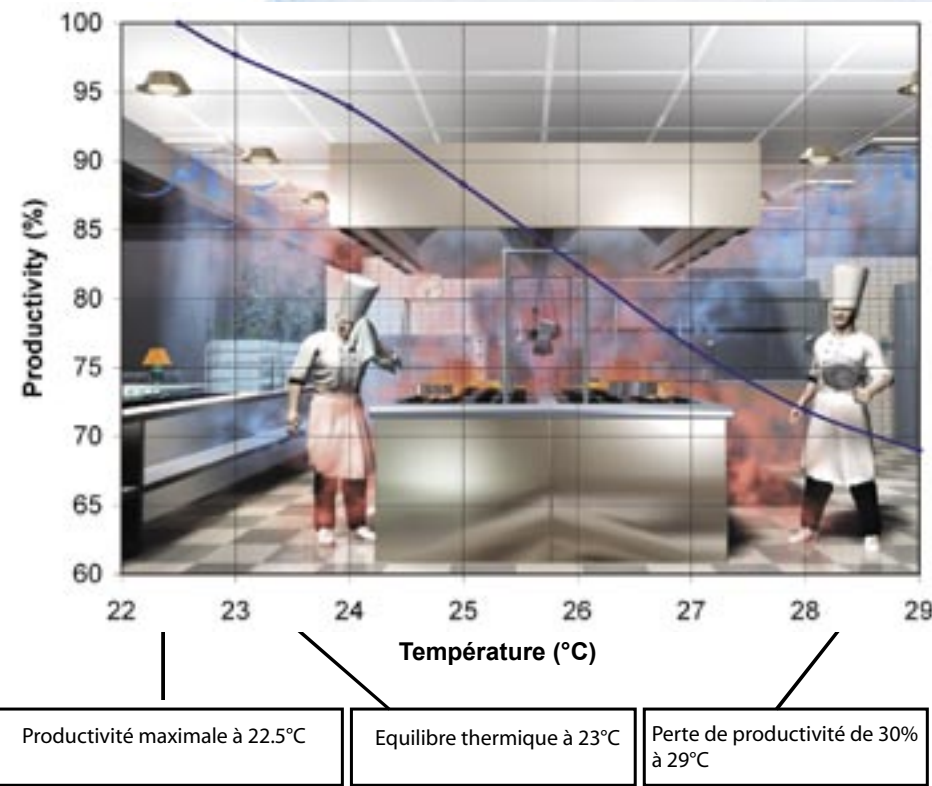 100
95
90
85
80
75
70
65
60
Productivity (%)
22 23 24 25 26 27 28 29
Température (°C)
Productivité maximale à 22.5°C
Equilibre thermique à 23°C
Perte de productivité de 30%
à 29°C